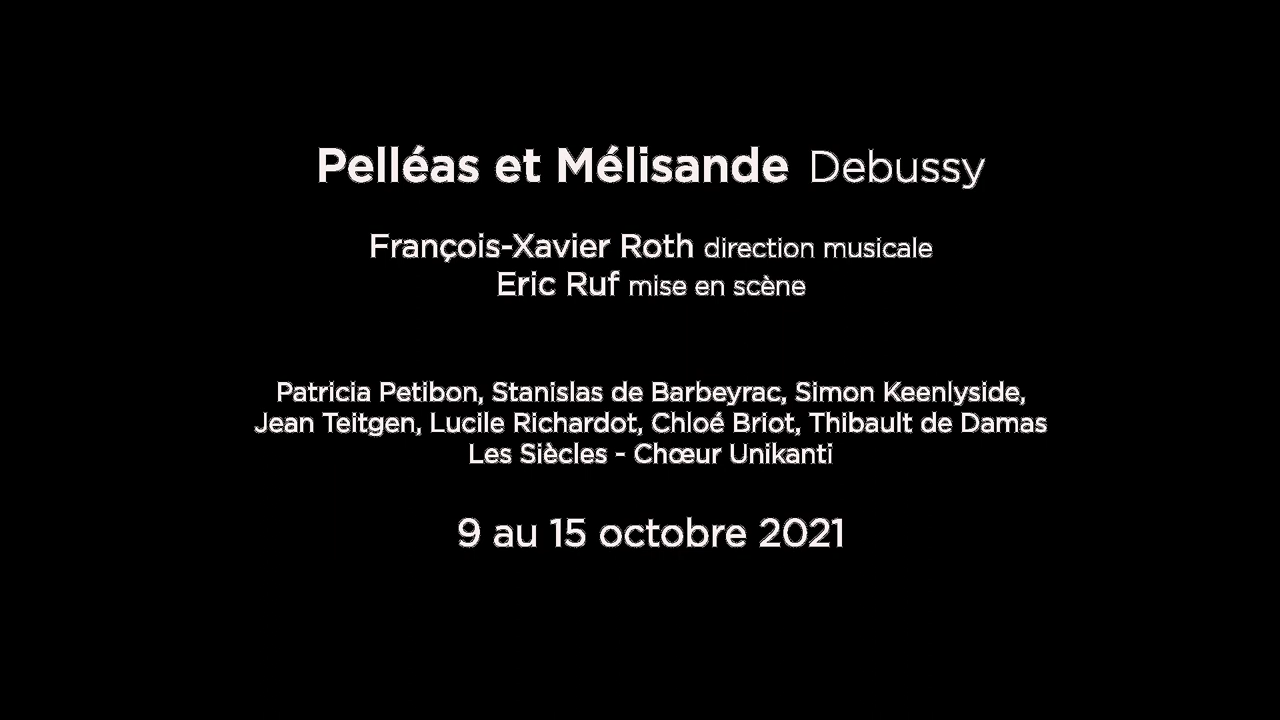 Pelléas et Mélisande Debussy
François-Xavier Roth direction musicale
Eric Ruf mise en scène
Patricia Petibon, Stanislas de Barbeyrac, Simon Keenlyside,
Jean Teitgen, Lucile Richardot, Chloé Briot, Thibault de Damas
Les Siècles - Chœur Unikanti
9 au 15 octobre 2021